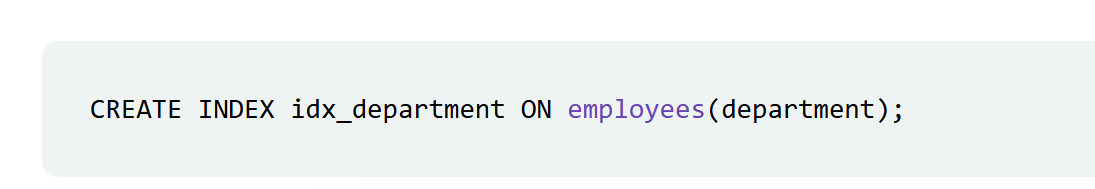 CREATE INDEX idx_department ON employees(department);